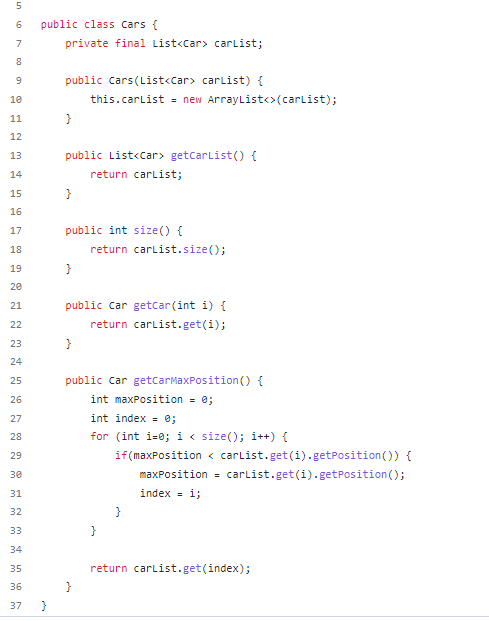 5
6 public class Cars {
7     private final List<Car> carList;
8
9     public Cars(List<Car> carList) {
10         this.carList = new ArrayList<>(carList);
11     }
12
13     public List<Car> getCarList() {
14         return carList;
15     }
16
17     public int size() {
18         return carList.size();
19     }
20
21     public Car getCar(int i) {
22         return carList.get(i);
23     }
24
25     public Car getCarMaxPosition() {
26         int maxPosition = 0;
27         int index = 0;
28         for (int i=0; i < size(); i++) {
29             if(maxPosition < carList.get(i).getPosition()) {
30                 maxPosition = carList.get(i).getPosition();
31                 index = i;
32             }
33         }
34
35         return carList.get(index);
36     }
37 }